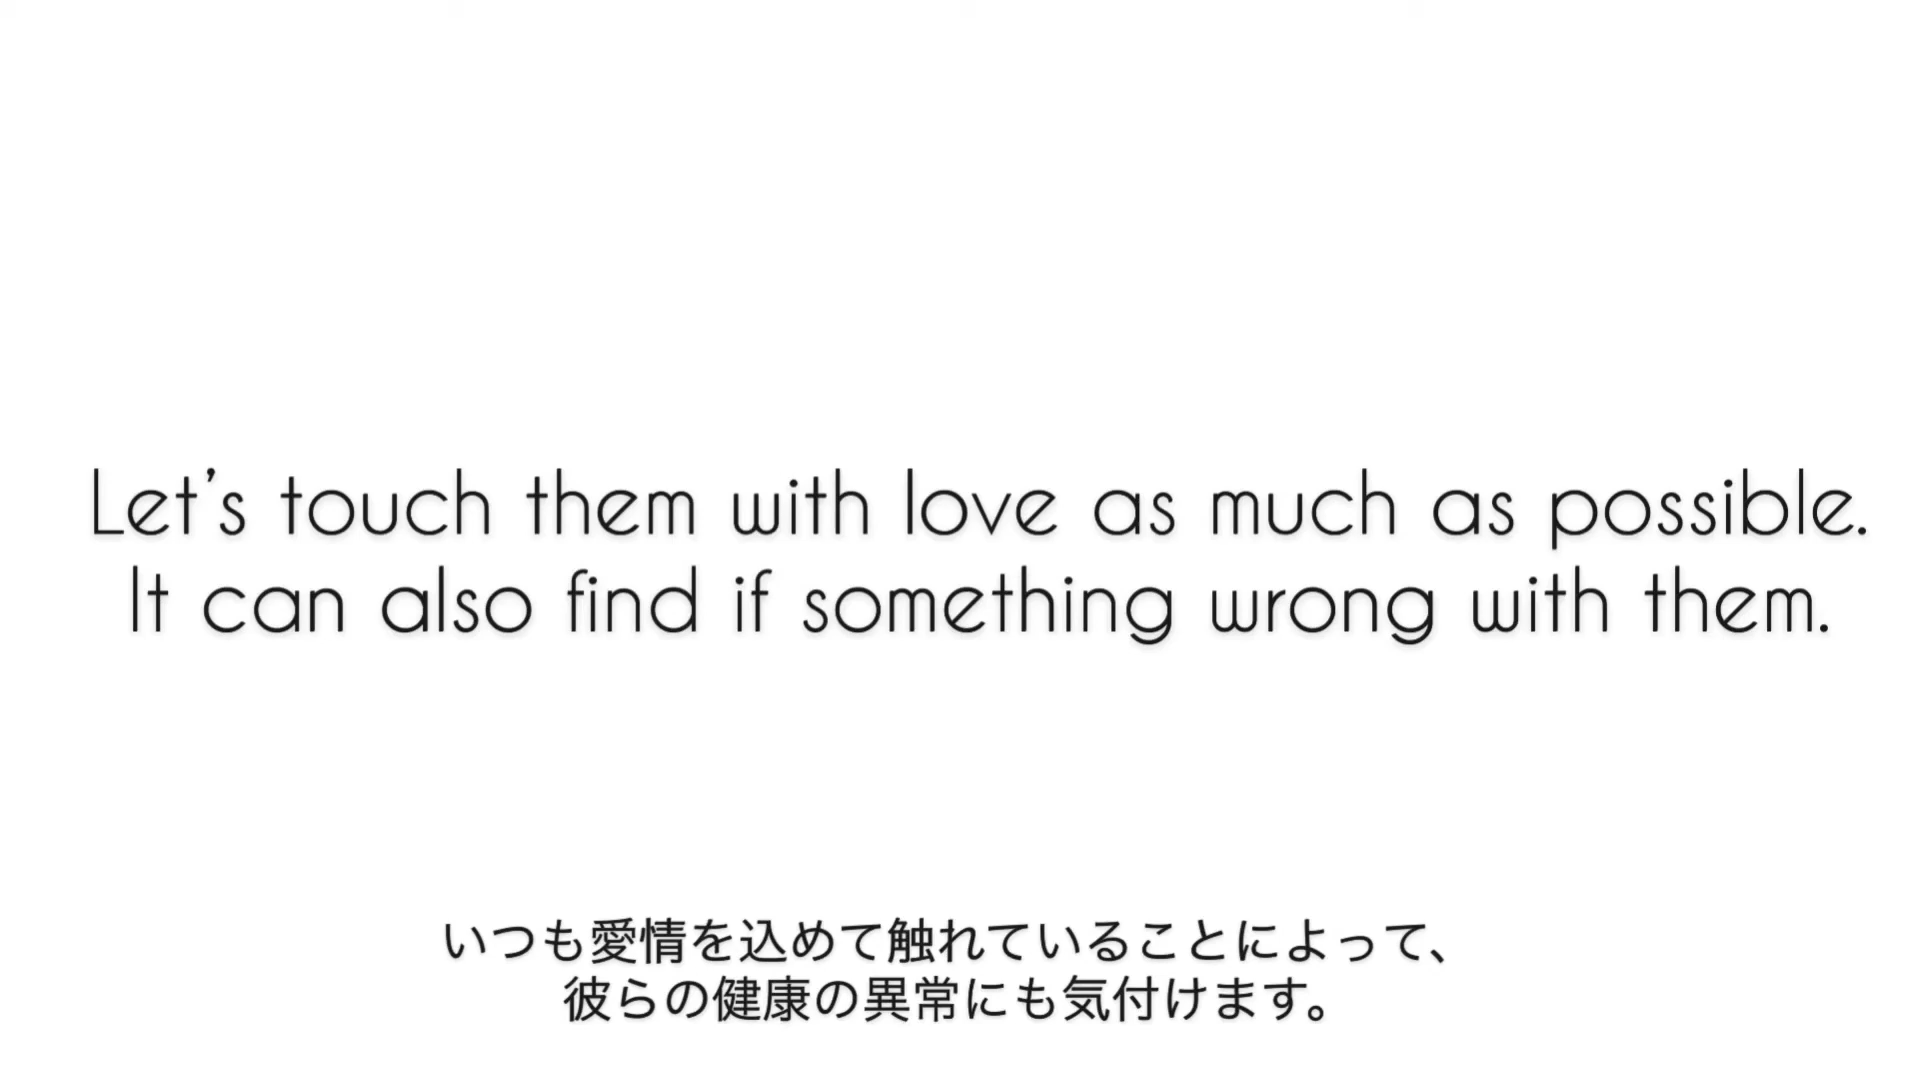 Let’s touch them with love as much as possible.
It can also find if something wrong with them.
いつも愛情を込めて触れていることによって、
彼らの健康の異常にも気付けます。